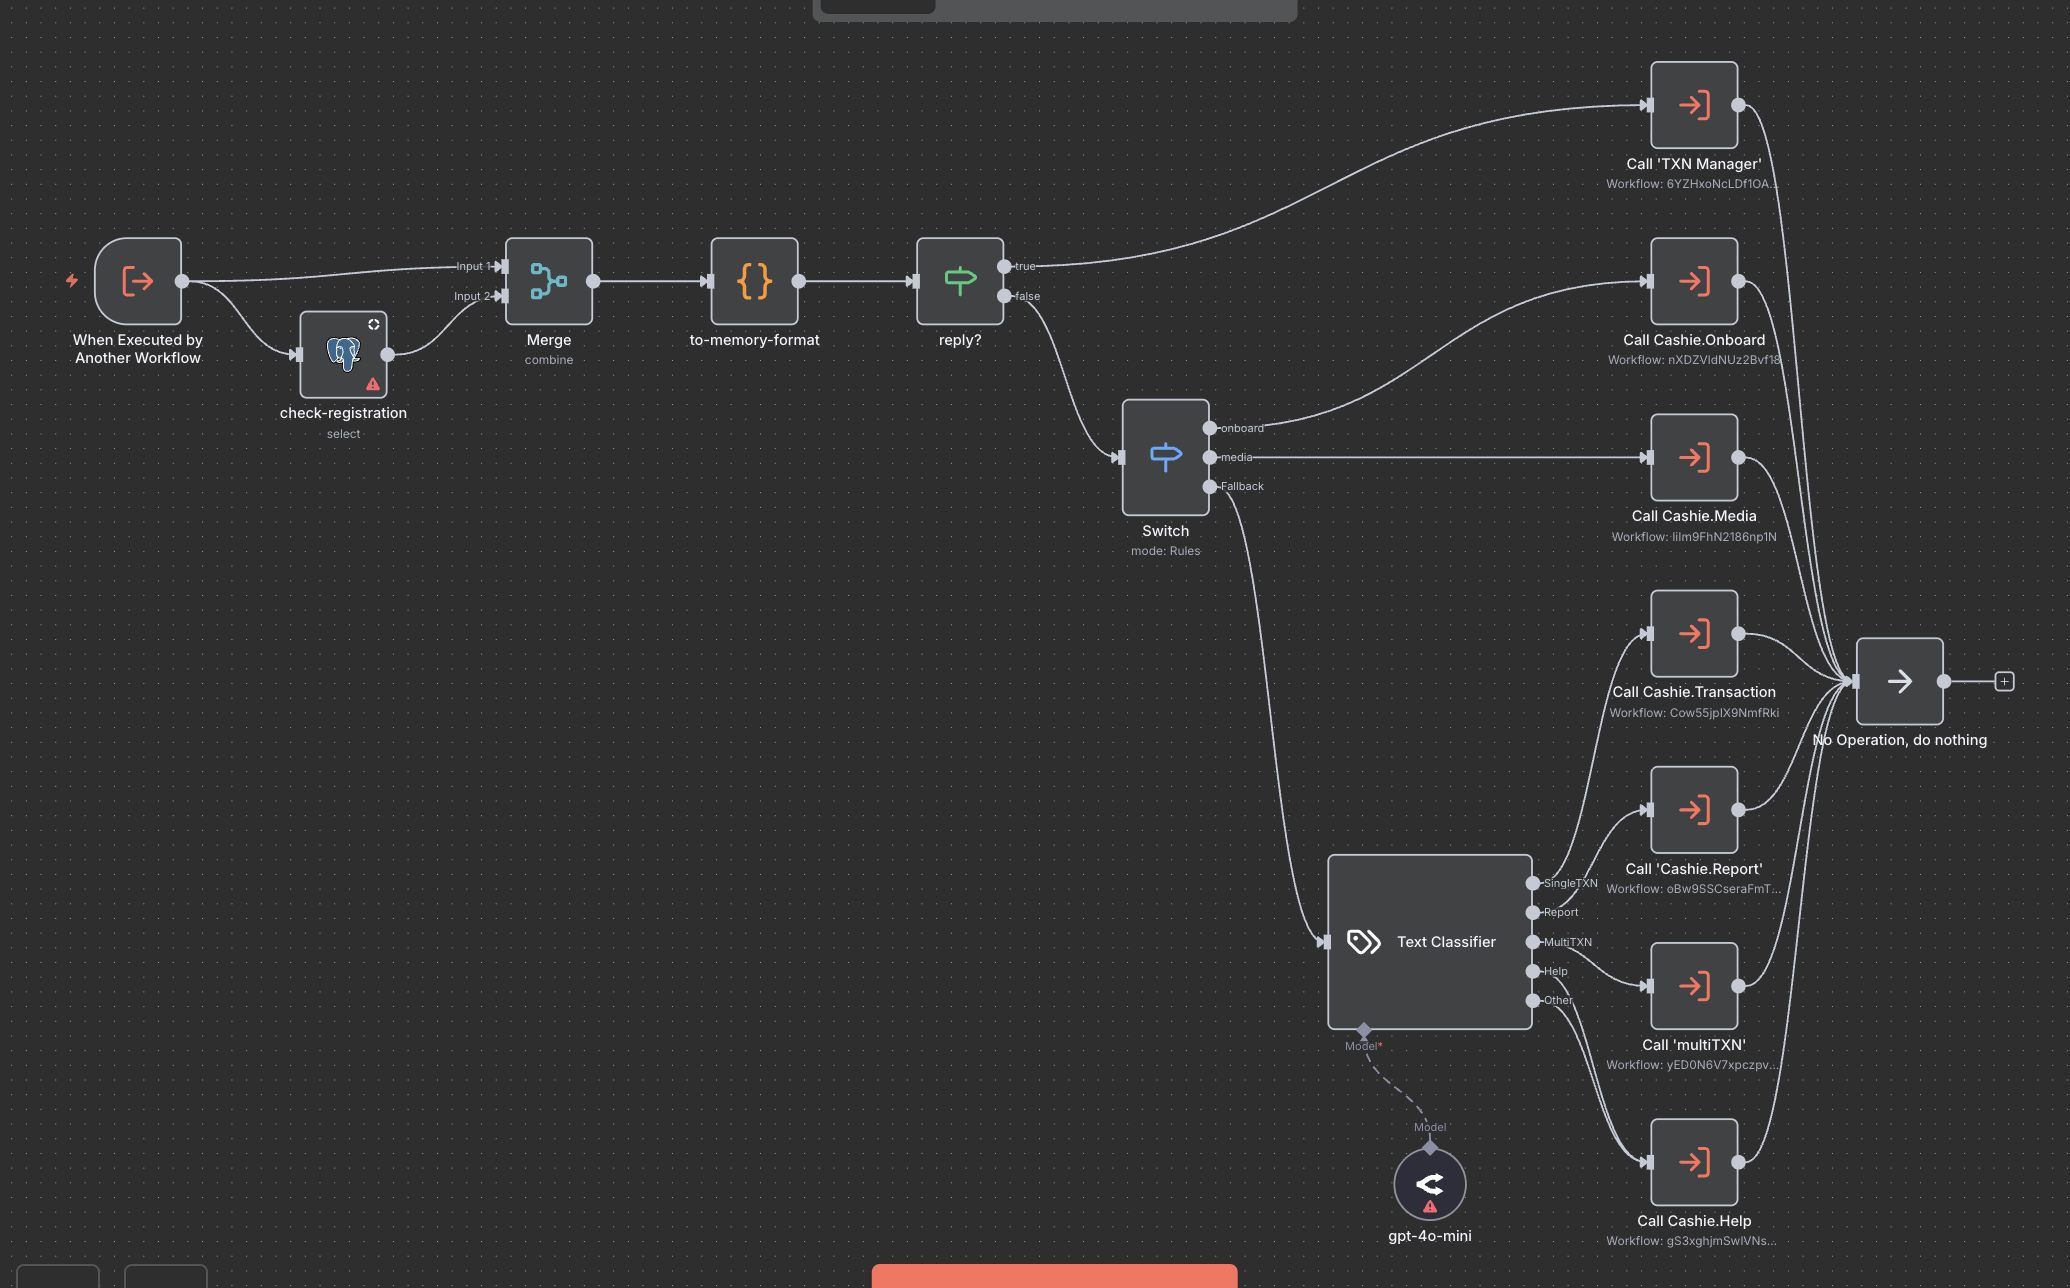 Call 'TXN Manager'
Workflow: 6YZHxoNcLDf1OA...
When Executed by
Another Workflow
Input 1
Input 2
check-registration
select
Merge
combine
to-memory-format
true
false
reply?
Call Cashie.Onboard
Workflow: nXDZVldNUz2Bvf18
onboard
media
Fallback
Switch
mode: Rules
Call Cashie.Media
Workflow: liIm9FhN2186np1N
Call Cashie.Transaction
Workflow: Cow55jplX9NmfRki
No Operation, do nothing
Call 'Cashie.Report'
Workflow: oBw9SSCseraFmT...
Text Classifier
SingleTXN
Report
MultiTXN
Help
Other
Model*
Model
gpt-4o-mini
Call 'multiTXN'
Workflow: yED0N6V7xpczpv...
Call Cashie.Help
Workflow: gS3xghjmSwlVNs...